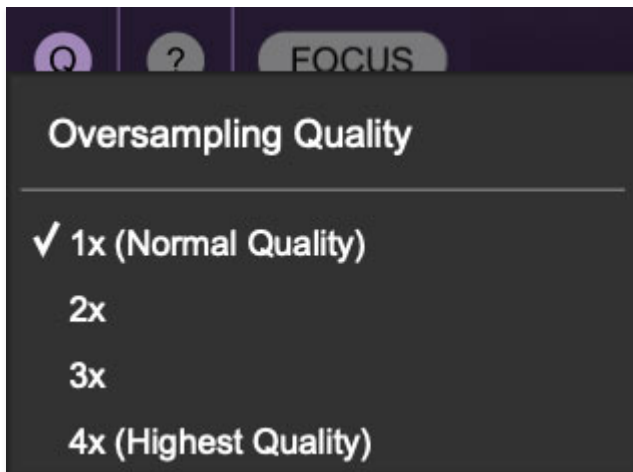 Q ? FOCUS
Oversampling Quality
✓ 1x (Normal Quality)
2x
3x
4x (Highest Quality)